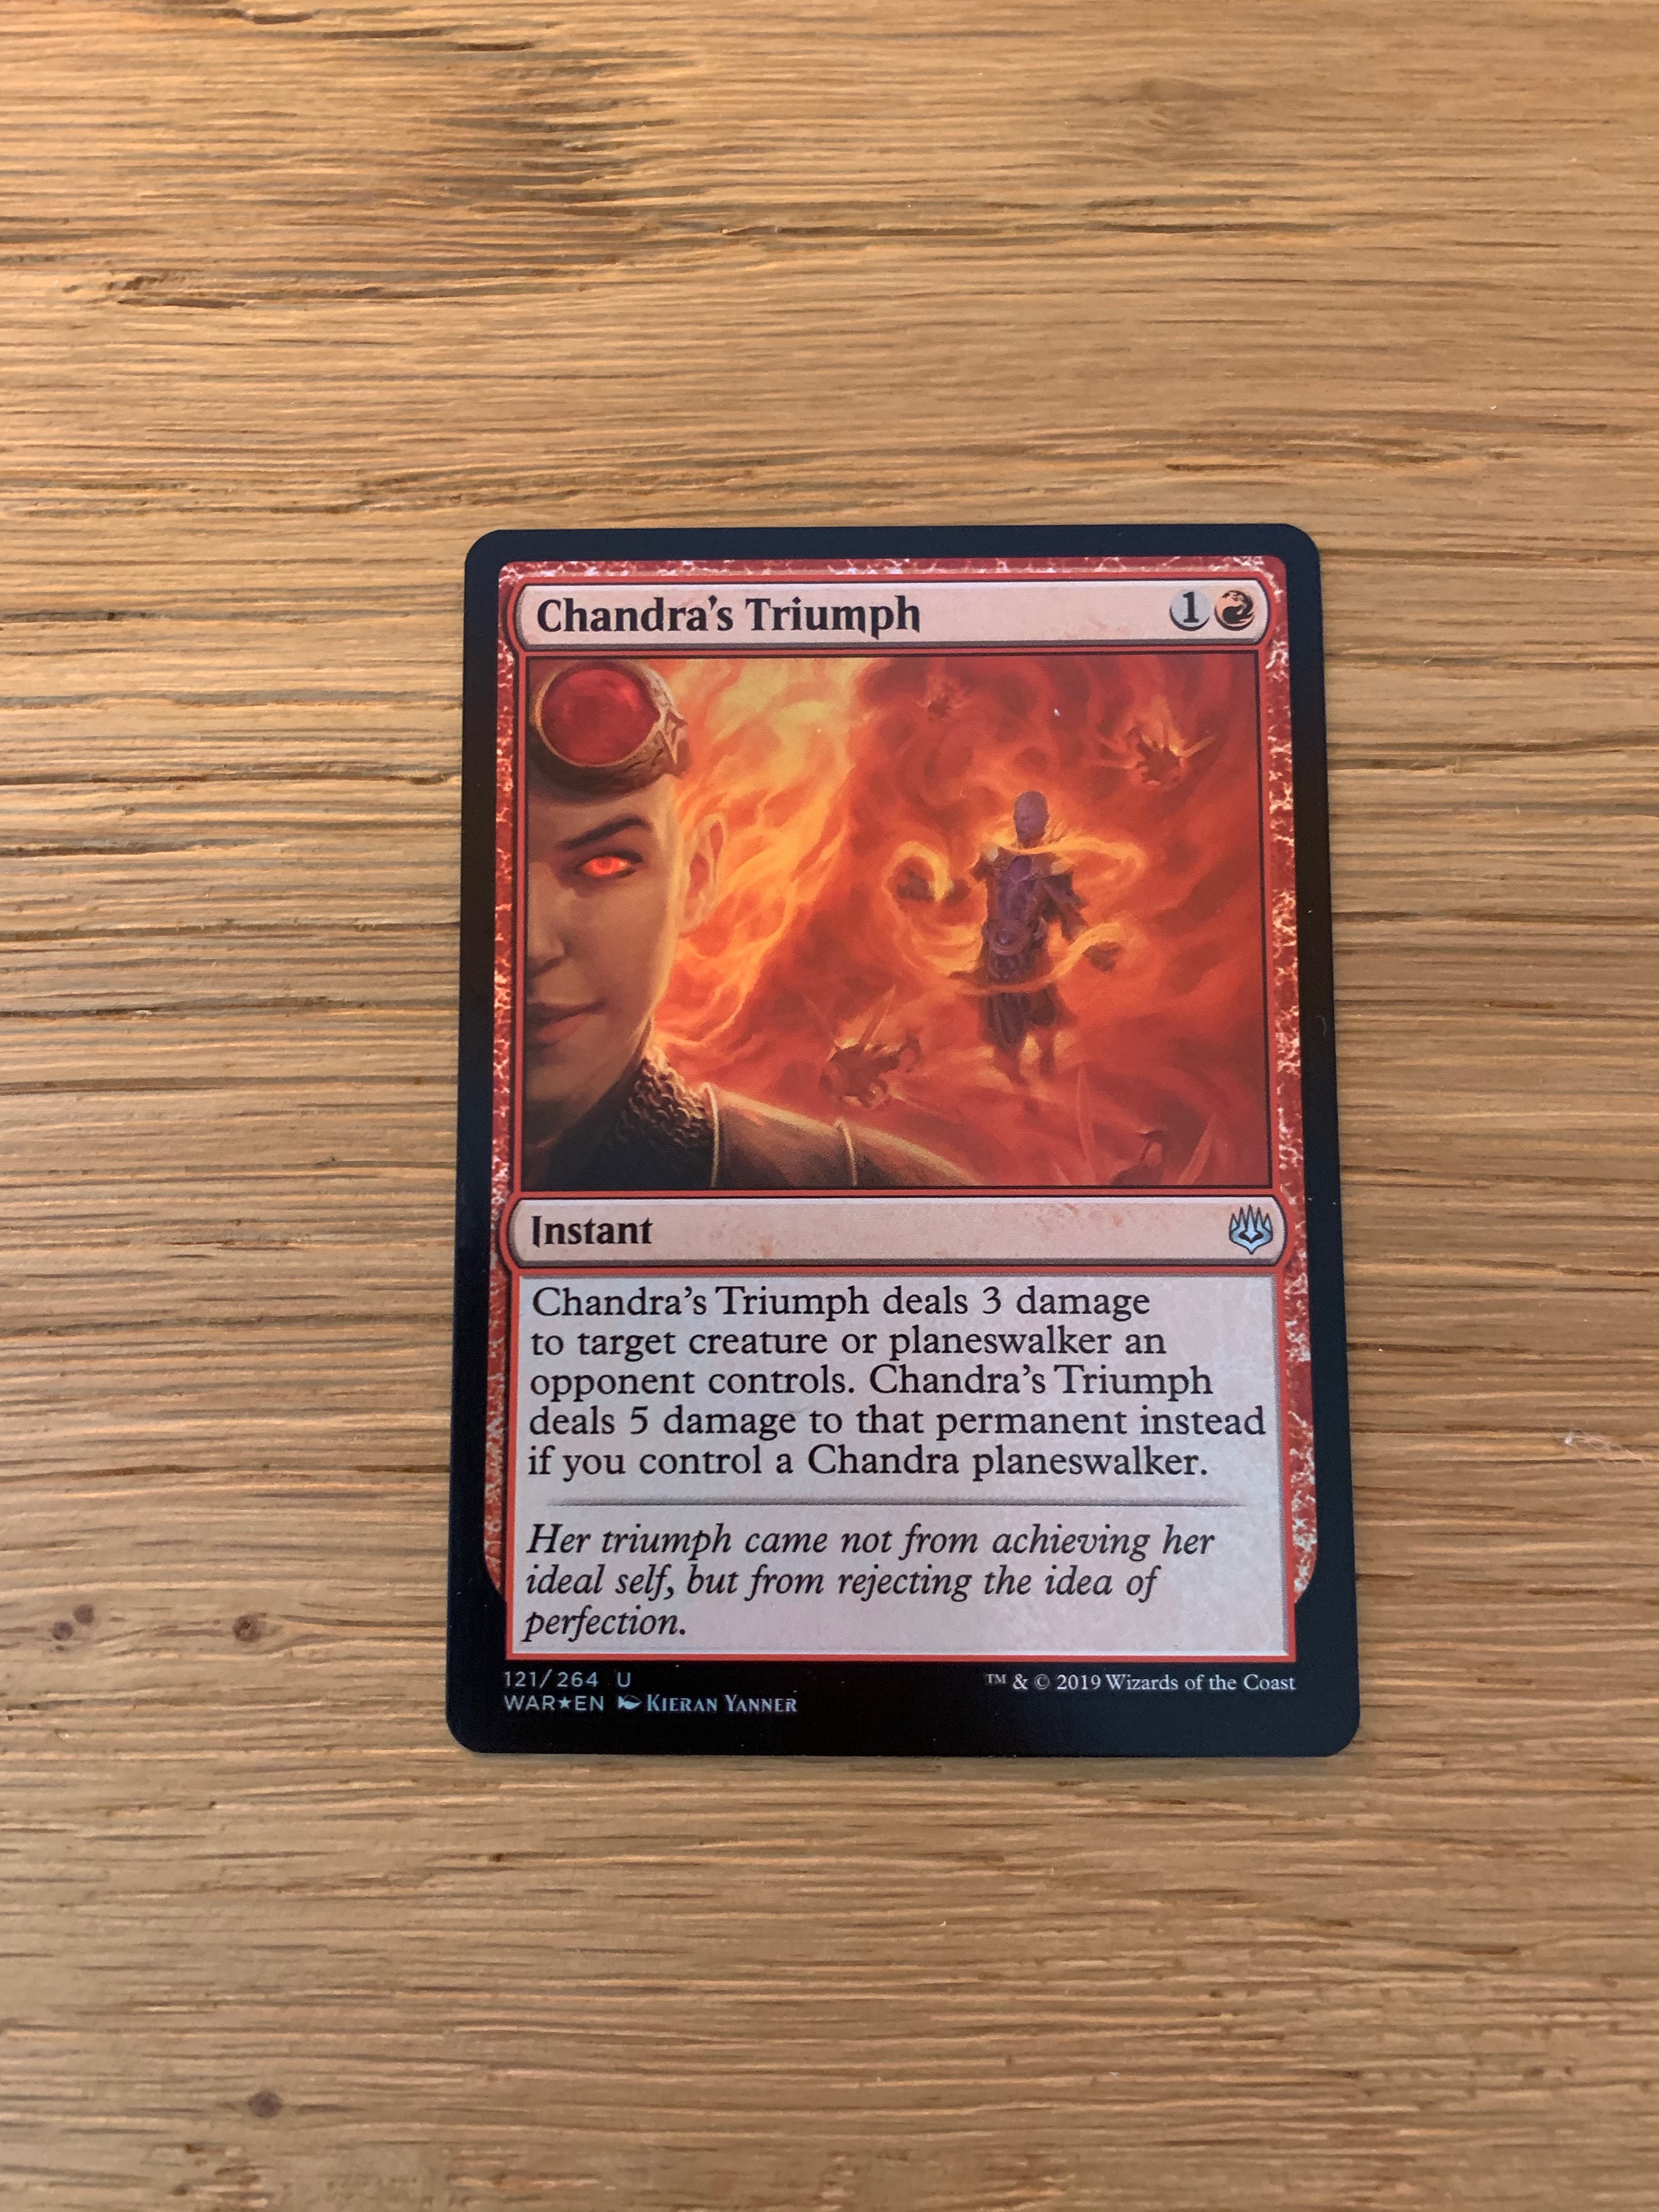 Chandra's Triumph 1
Instant
Chandra's Triumph deals 3 damage
to target creature or planeswalker an
opponent controls. Chandra's Triumph
deals 5 damage to that permanent instead
if you control a Chandra planeswalker.
Her triumph came not from achieving her
ideal self, but from rejecting the idea of
perfection.
121/264 U
WAR★EN KIERAN YANNER
™ & © 2019 Wizards of the Coast